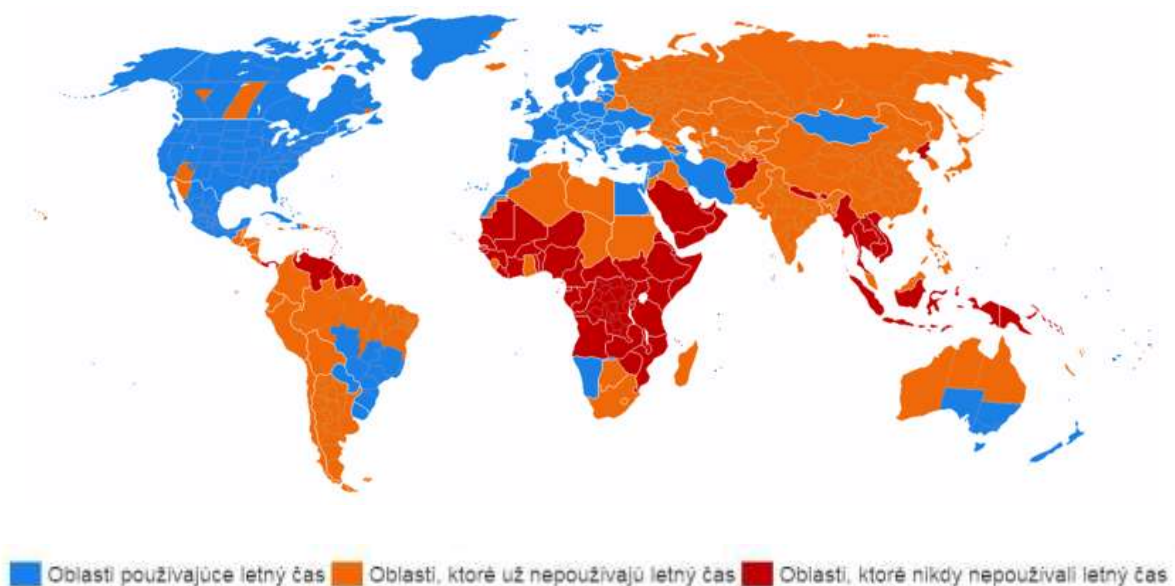 Oblasti používajúce letný čas Oblasti, ktoré už nepoužívajú letný čas Oblasti, ktoré nikdy nepoužívali letný čas